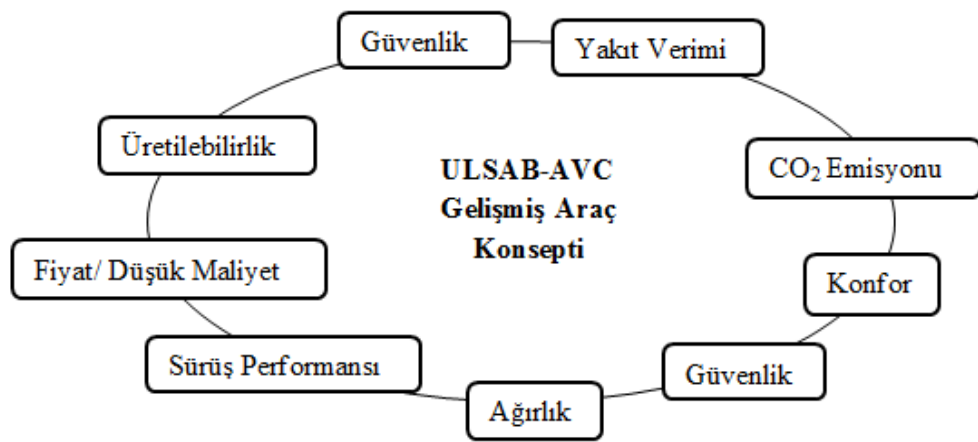 Güvenlik
Yakıt Verimi
Üretilebilirlik
ULSAB-AVC
Gelişmiş Araç
Konsepti
CO₂ Emisyonu
Fiyat/ Düşük Maliyet
Konfor
Sürüş Performansı
Güvenlik
Ağırlık